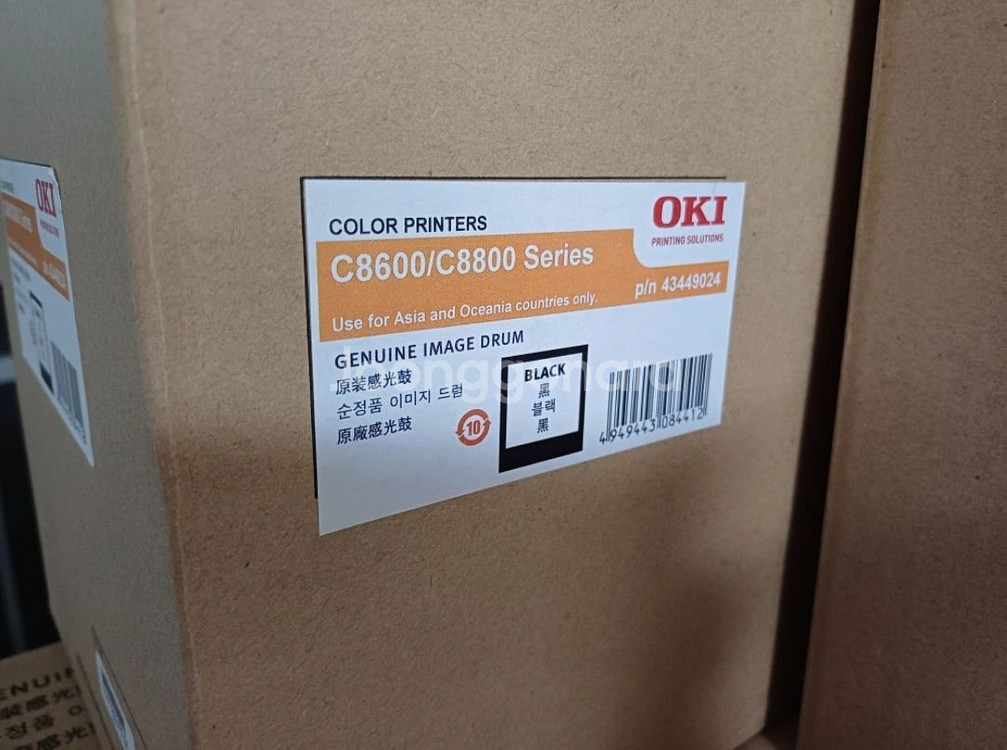 COLOR PRINTERS
OKI
PRINTING SOLUTIONS
C8600/C8800 Series
p/n 43449024
Use for Asia and Oceania countries only.
GENUINE IMAGE DRUM
原装感光鼓
순정품 이미지 드럼
原廠感光鼓
10
BLACK
黑
블랙
黑
4949443084412
Joonggonara
OKI